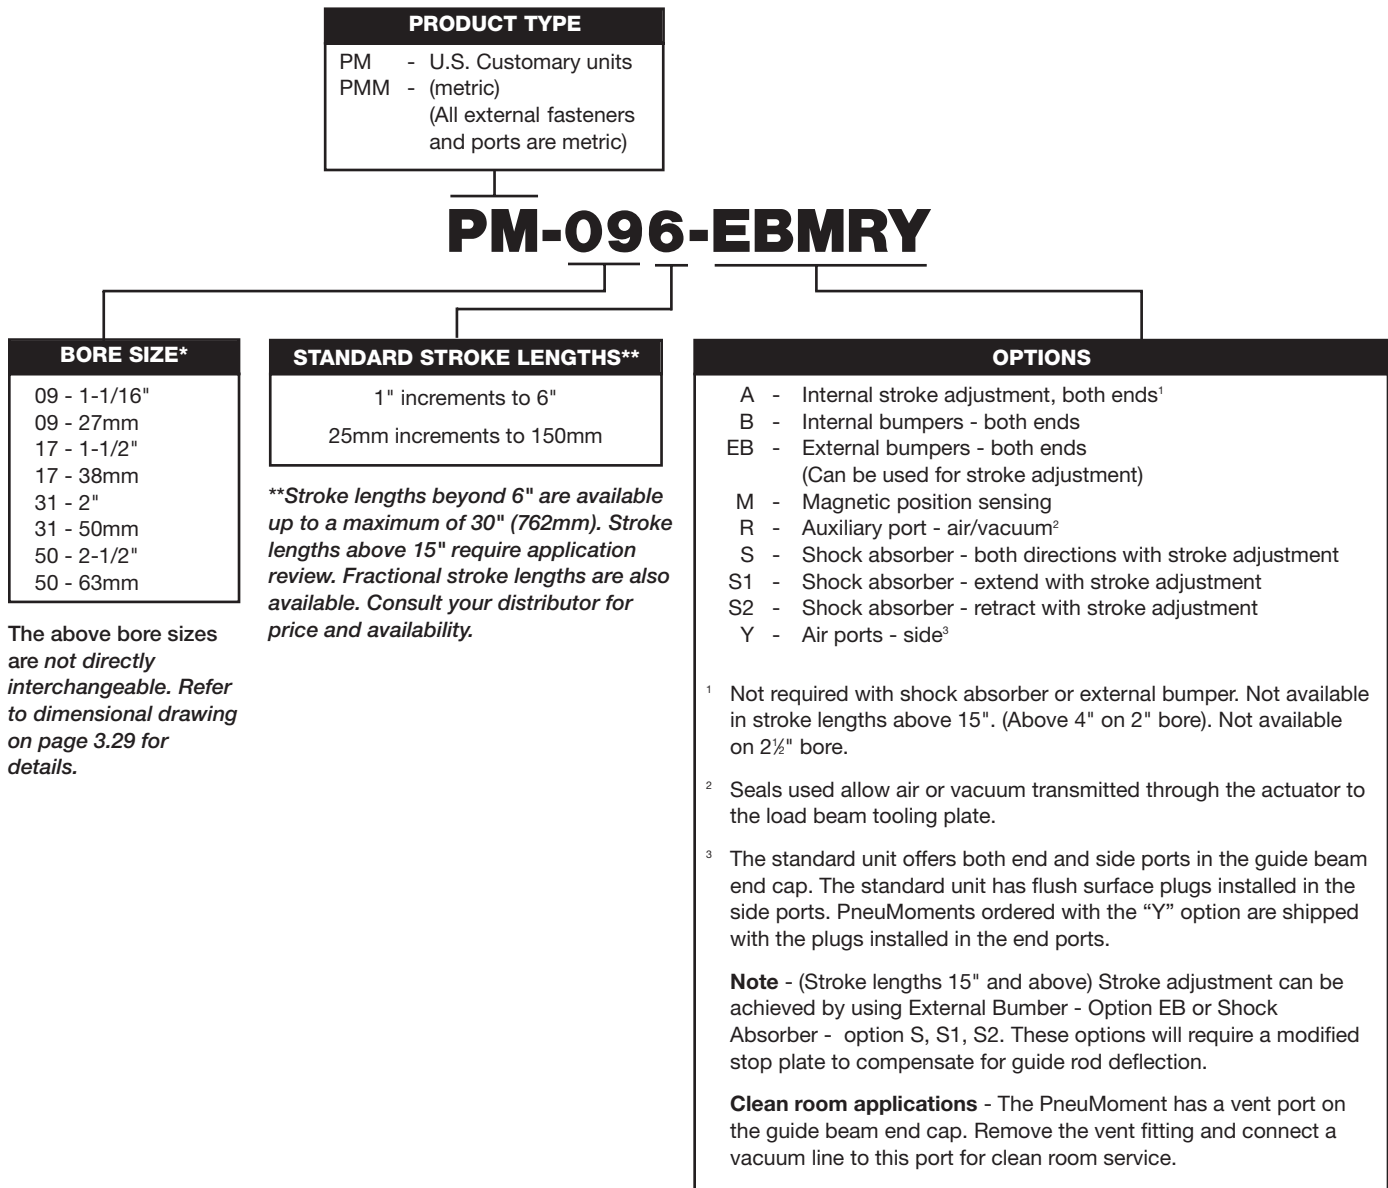 PRODUCT TYPE
PM - U.S. Customary units
PMM - (metric)
(All external fasteners
and ports are metric)
PM-096-EBMRY
BORE SIZE*
09 - 1-1/16"
09 - 27mm
17 - 1-1/2"
17 - 38mm
31 - 2"
31 - 50mm
50 - 2-1/2"
50 - 63mm
The above bore sizes
are not directly
interchangeable. Refer
to dimensional drawing
on page 3.29 for
details.
STANDARD STROKE LENGTHS**
1" increments to 6"
25mm increments to 150mm
**Stroke lengths beyond 6" are available
up to a maximum of 30" (762mm). Stroke
lengths above 15" require application
review. Fractional stroke lengths are also
available. Consult your distributor for
price and availability.
OPTIONS
A - Internal stroke adjustment, both ends¹
B - Internal bumpers - both ends
EB - External bumpers - both ends
(Can be used for stroke adjustment)
M - Magnetic position sensing
R - Auxiliary port - air/vacuum²
S - Shock absorber - both directions with stroke adjustment
S1 - Shock absorber - extend with stroke adjustment
S2 - Shock absorber - retract with stroke adjustment
Y - Air ports - side³
¹ Not required with shock absorber or external bumper. Not available
in stroke lengths above 15". (Above 4" on 2" bore). Not available
on 2½" bore.
² Seals used allow air or vacuum transmitted through the actuator to
the load beam tooling plate.
³ The standard unit offers both end and side ports in the guide beam
end cap. The standard unit has flush surface plugs installed in the
side ports. PneuMoments ordered with the “Y” option are shipped
with the plugs installed in the end ports.
Note - (Stroke lengths 15" and above) Stroke adjustment can be
achieved by using External Bumber - Option EB or Shock
Absorber - option S, S1, S2. These options will require a modified
stop plate to compensate for guide rod deflection.
Clean room applications - The PneuMoment has a vent port on
the guide beam end cap. Remove the vent fitting and connect a
vacuum line to this port for clean room service.